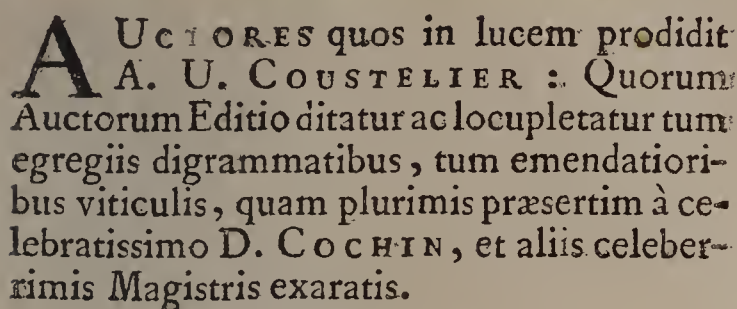 AUCTORES quos in lucem prodidit
A. U. COUSTELIER : Quorum
Auctorum Editio ditatur ac locupletatur tum
egregiis digrammatibus, tum emendatiori-
bus viticulis, quam plurimis præsertim à ce-
lebratissimo D. COCHIN, et aliis celeber-
rimis Magistris exaratis.